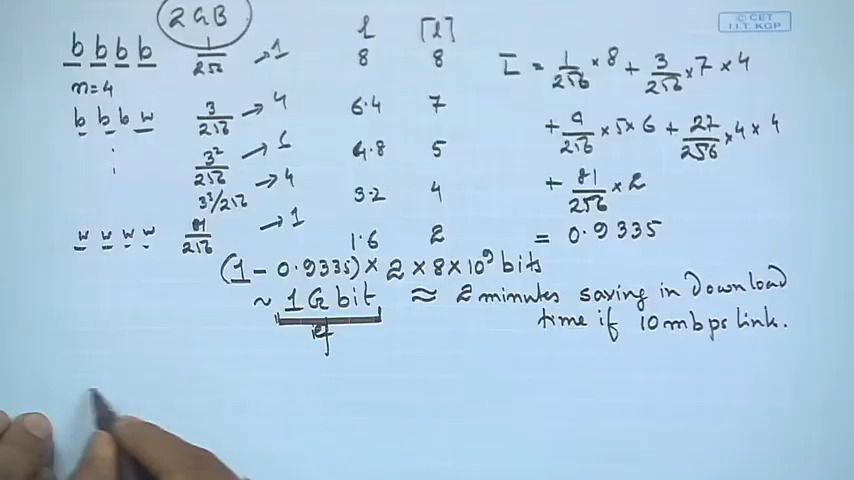 2GB
© CET
I.I.T. KGP
l ⌈l⌉
b b b b 1/256 → 1 8 8
n=4
b b b w 3/256 → 4 6.4 7
⋮ 3²/256 → 6 4.8 5
3³/256 → 4 3.2 4
w w w w 81/256 → 1 1.6 2
L̅ = 1/256 × 8 + 3/256 × 7 × 4
+ 9/256 × 5 × 6 + 27/256 × 4 × 4
+ 81/256 × 2
= 0.9335
(1 - 0.9335) × 2 × 8 × 10⁹ bits
~ 1 G bit ≈ 2 minutes saving in Download
time if 10 mbps link.